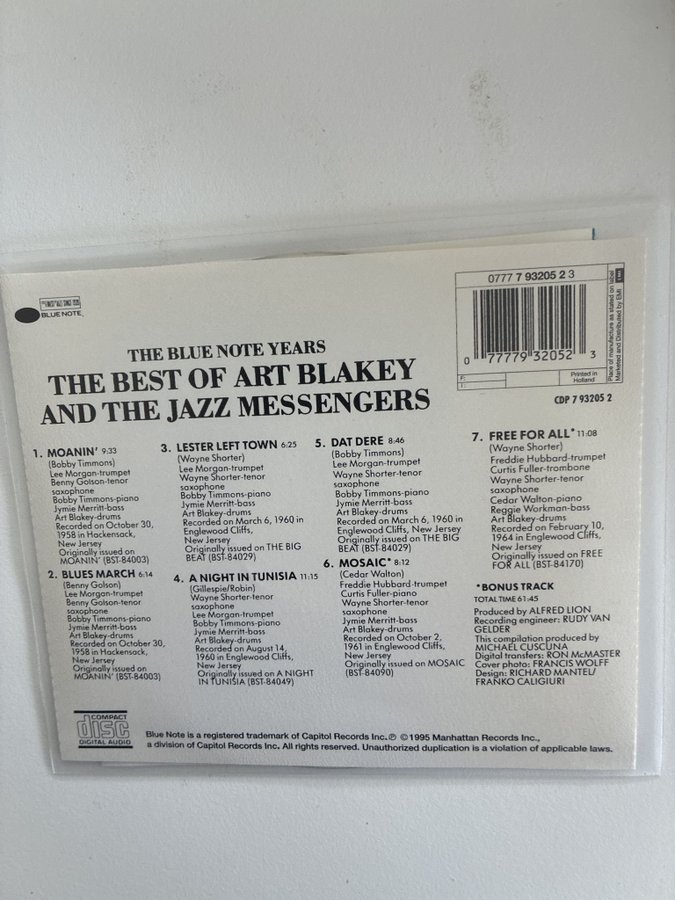 THE FINEST IN JAZZ SINCE 1939
BLUE NOTE
THE BLUE NOTE YEARS
THE BEST OF ART BLAKEY
AND THE JAZZ MESSENGERS
0777 7 93205 2 3
0 77779 32052 3
F:
I:
Printed in
Holland
Place of manufacture as stated on label
Marketed and Distributed by EMI
EMI
CDP 7 93205 2
1. MOANIN' 9:33
(Bobby Timmons)
Lee Morgan-trumpet
Benny Golson-tenor
saxophone
Bobby Timmons-piano
Jymie Merritt-bass
Art Blakey-drums
Recorded on October 30,
1958 in Hackensack,
New Jersey
Originally issued on
MOANIN' (BST-84003)
2. BLUES MARCH 6:14
(Benny Golson)
Lee Morgan-trumpet
Benny Golson-tenor
saxophone
Bobby Timmons-piano
Jymie Merritt-bass
Art Blakey-drums
Recorded on October 30,
1958 in Hackensack,
New Jersey
Originally issued on
MOANIN' (BST-84003)
3. LESTER LEFT TOWN 6:25
(Wayne Shorter)
Lee Morgan-trumpet
Wayne Shorter-tenor
saxophone
Bobby Timmons-piano
Jymie Merritt-bass
Art Blakey-drums
Recorded on March 6, 1960 in
Englewood Cliffs,
New Jersey
Originally issued on THE BIG
BEAT (BST-84029)
4. A NIGHT IN TUNISIA 11:15
(Gillespie/Robin)
Wayne Shorter-tenor
saxophone
Lee Morgan-trumpet
Bobby Timmons-piano
Jymie Merritt-bass
Art Blakey-drums
Recorded on August 14,
1960 in Englewood Cliffs,
New Jersey
Originally issued on A NIGHT
IN TUNISIA (BST-84049)
5. DAT DERE 8:46
(Bobby Timmons)
Lee Morgan-trumpet
Wayne Shorter-tenor
saxophone
Bobby Timmons-piano
Jymie Merritt-bass
Art Blakey-drums
Recorded on March 6, 1960 in
Englewood Cliffs, New Jersey
Originally issued on THE BIG
BEAT (BST-84029)
6. MOSAIC* 8:12
(Cedar Walton)
Freddie Hubbard-trumpet
Curtis Fuller-piano
Wayne Shorter-tenor
saxophone
Jymie Merritt-bass
Art Blakey-drums
Recorded on October 2,
1961 in Englewood Cliffs,
New Jersey
Originally issued on MOSAIC
(BST-84090)
7. FREE FOR ALL* 11:08
(Wayne Shorter)
Freddie Hubbard-trumpet
Curtis Fuller-trombone
Wayne Shorter-tenor
saxophone
Cedar Walton-piano
Reggie Workman-bass
Art Blakey-drums
Recorded on February 10,
1964 in Englewood Cliffs,
New Jersey
Originally issued on FREE
FOR ALL (BST-84170)
*BONUS TRACK
TOTAL TIME 61:45
Produced by ALFRED LION
Recording engineer: RUDY VAN
GELDER
This compilation produced by
MICHAEL CUSCUNA
Digital transfers: RON McMASTER
Cover photo: FRANCIS WOLFF
Design: RICHARD MANTEL/
FRANKO CALIGIURI
COMPACT
disc
DIGITAL AUDIO
Blue Note is a registered trademark of Capitol Records Inc.℗ ©1995 Manhattan Records Inc.,
a division of Capitol Records Inc. All rights reserved. Unauthorized duplication is a violation of applicable laws.